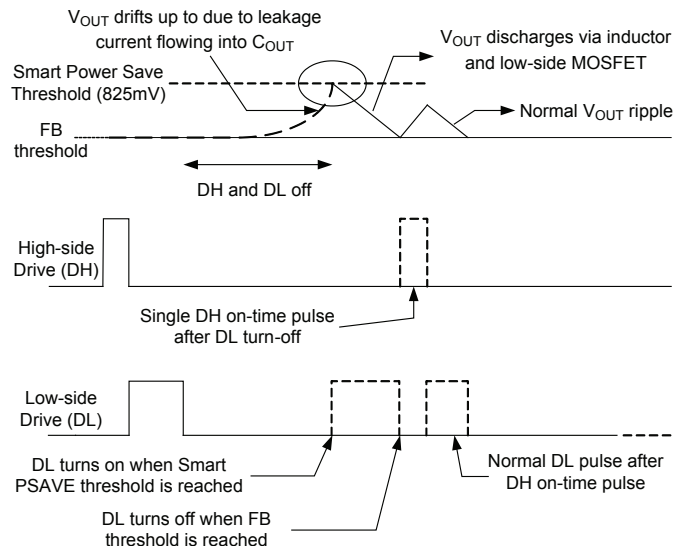 V_OUT drifts up to due to leakage
current flowing into C_OUT
V_OUT discharges via inductor
and low-side MOSFET
Smart Power Save
Threshold (825mV)
Normal V_OUT ripple
FB
threshold
DH and DL off
High-side
Drive (DH)
Single DH on-time pulse
after DL turn-off
Low-side
Drive (DL)
DL turns on when Smart
PSAVE threshold is reached
Normal DL pulse after
DH on-time pulse
DL turns off when FB
threshold is reached